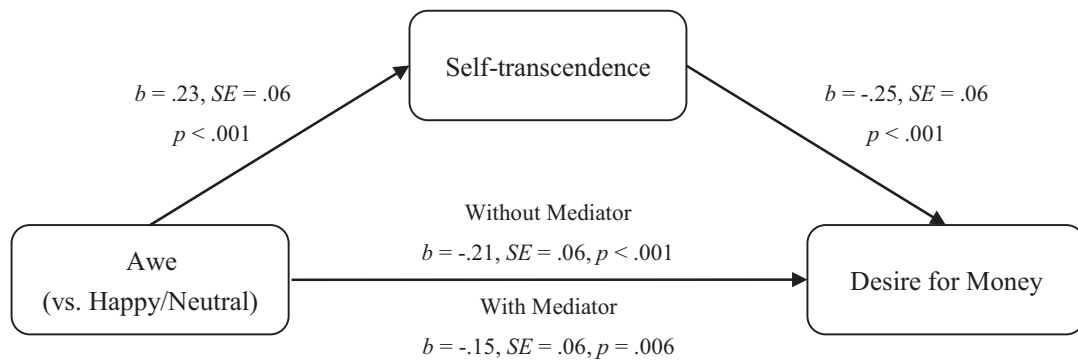 Self-transcendence
b = .23, SE = .06
p < .001
b = -.25, SE = .06
p < .001
Without Mediator
b = -.21, SE = .06, p < .001
Awe
(vs. Happy/Neutral)
Desire for Money
With Mediator
b = -.15, SE = .06, p = .006